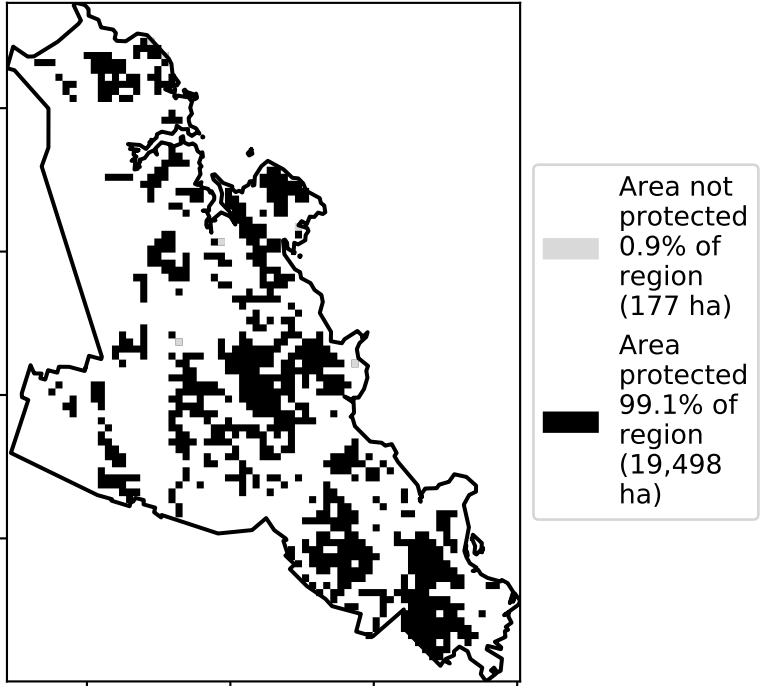 Area not
protected
0.9% of
region
(177 ha)
Area
protected
99.1% of
region
(19,498
ha)